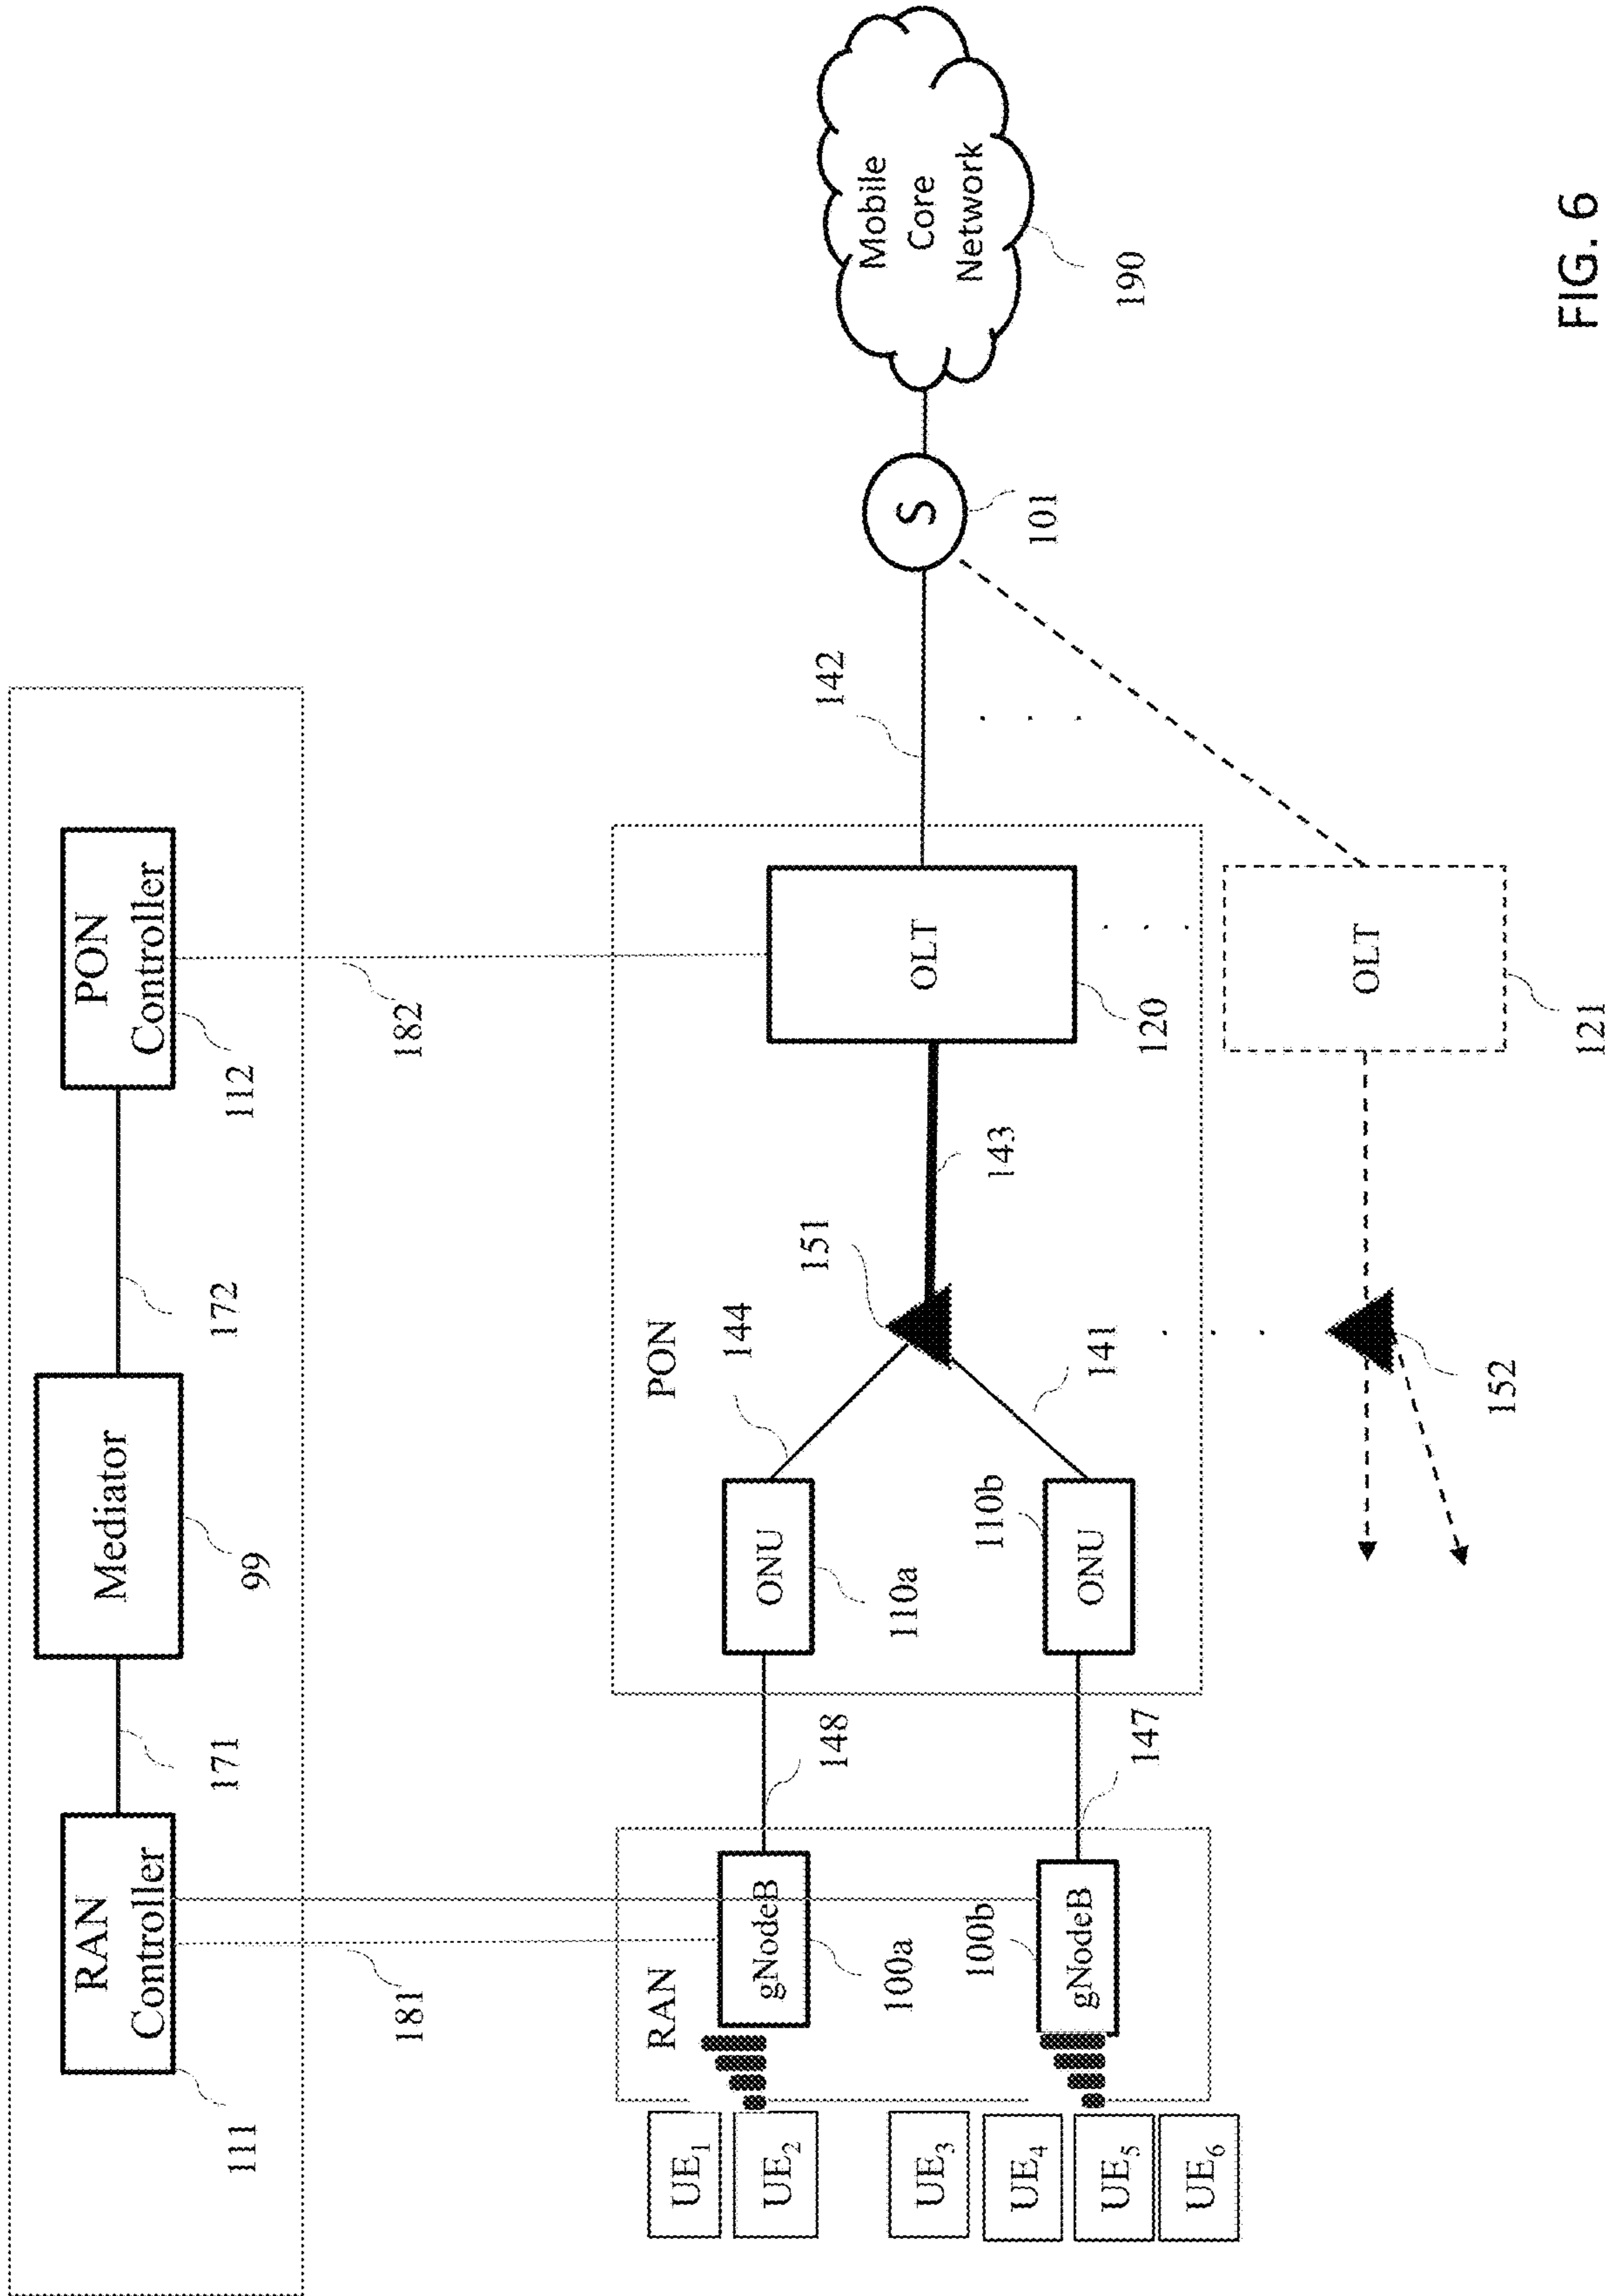 RAN
Controller
111
171
Mediator
99
172
PON
Controller
112
181
182
RAN
PON
UE1
UE2
UE3
UE4
UE5
UE6
gNodeB
100a
gNodeB
100b
148
147
ONU
110a
ONU
110b
144
141
151
143
OLT
120
142
S
101
Mobile
Core
Network
190
152
OLT
121
FIG. 6